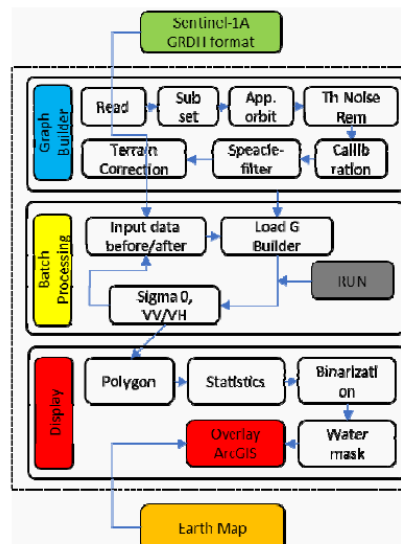 Sentinel-1A
GRDH format
Graph
Builder
Read
Sub
set
App.
orbit
Th Noise
Rem
Terrain
Correction
Speacle-
filter
Callib
ration
Batch
Processing
Input data
before/after
Load G
Builder
Sigma 0,
VV/VH
RUN
Display
Polygon
Statistics
Binarizati
on
Overlay
ArcGIS
Water
mask
Earth Map